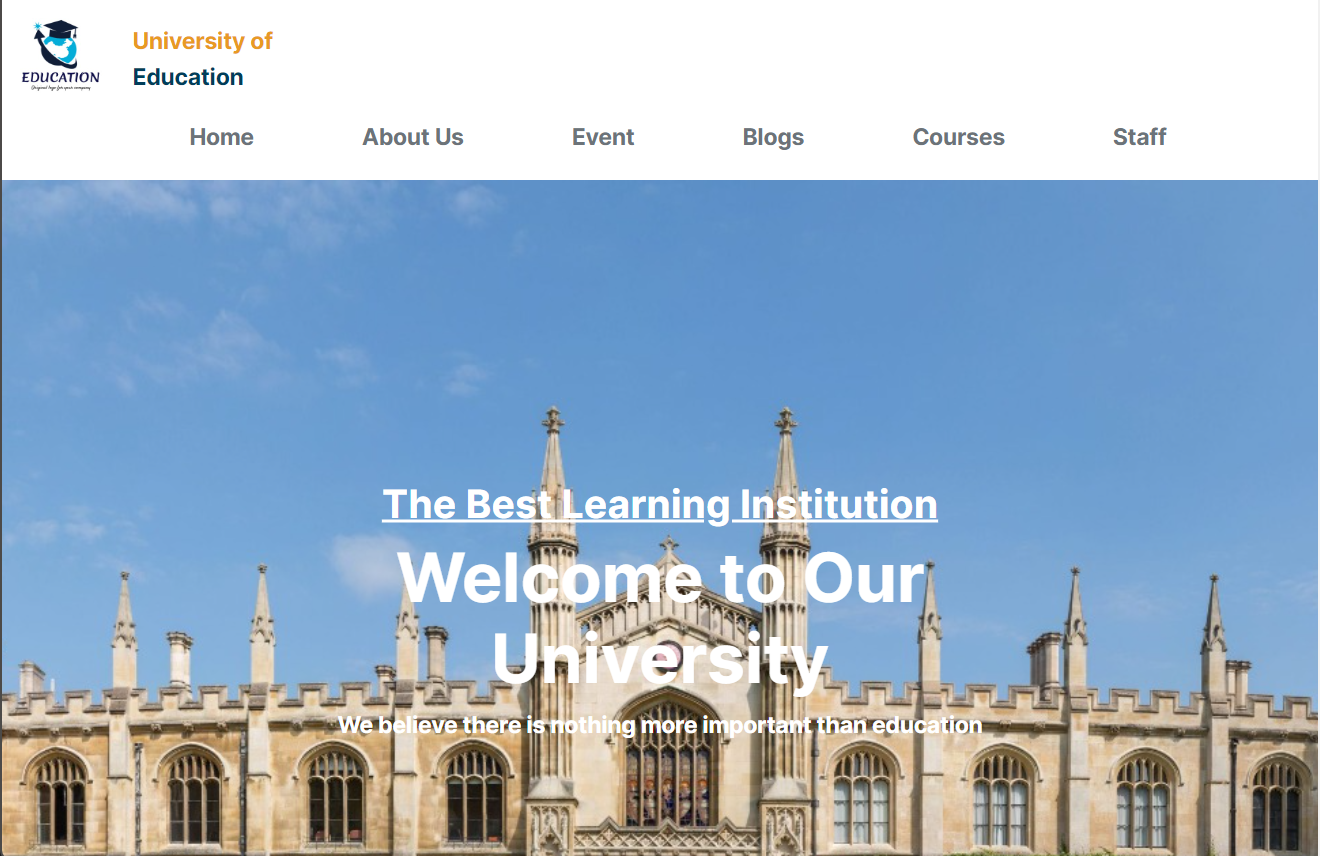 University of
EDUCATION
Original logo for your company
Education
Home About Us Event Blogs Courses Staff
The Best Learning Institution
Welcome to Our
University
We believe there is nothing more important than education